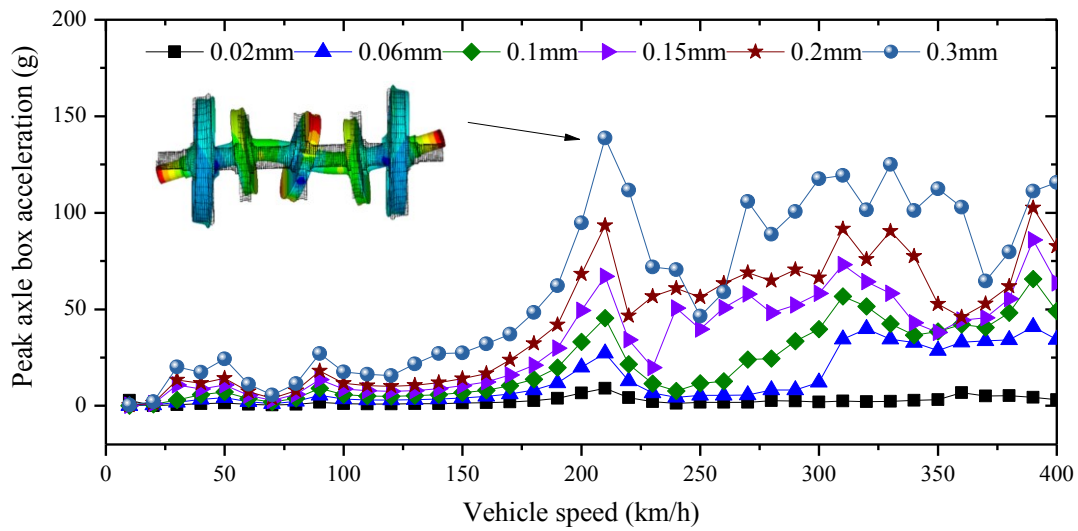 200
0.02mm 0.06mm 0.1mm 0.15mm 0.2mm 0.3mm
150
100
50
0
Peak axle box acceleration (g)
0 50 100 150 200 250 300 350 400
Vehicle speed (km/h)